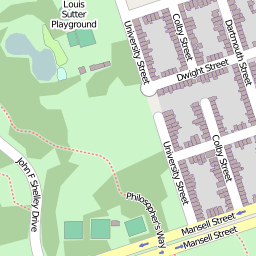 Louis
Sutter
Playground
University Street
Colby Street
Dartmouth Street
Dwight Street
University Street
Colby Street
John F Shelley Drive
Philosopher's Way
Mansell Street
Mansell Street